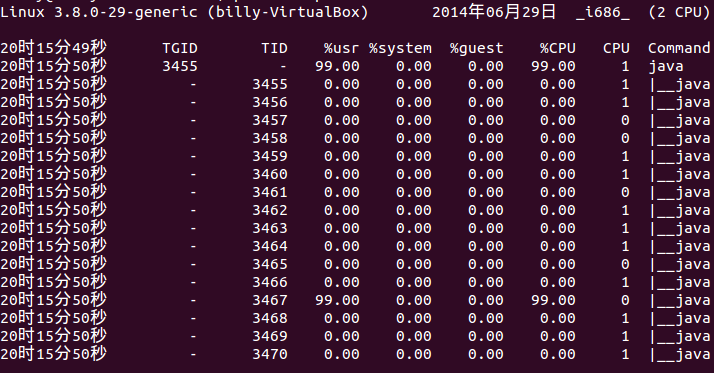 Linux 3.8.0-29-generic (billy-VirtualBox) 2014年06月29日 _i686_ (2 CPU)
20时15分49秒 TGID TID %usr %system %guest %CPU CPU Command
20时15分50秒 3455 - 99.00 0.00 0.00 99.00 1 java
20时15分50秒 - 3455 0.00 0.00 0.00 0.00 1 |__java
20时15分50秒 - 3456 0.00 0.00 0.00 0.00 1 |__java
20时15分50秒 - 3457 0.00 0.00 0.00 0.00 0 |__java
20时15分50秒 - 3458 0.00 0.00 0.00 0.00 0 |__java
20时15分50秒 - 3459 0.00 0.00 0.00 0.00 1 |__java
20时15分50秒 - 3460 0.00 0.00 0.00 0.00 1 |__java
20时15分50秒 - 3461 0.00 0.00 0.00 0.00 0 |__java
20时15分50秒 - 3462 0.00 0.00 0.00 0.00 1 |__java
20时15分50秒 - 3463 0.00 0.00 0.00 0.00 1 |__java
20时15分50秒 - 3464 0.00 0.00 0.00 0.00 1 |__java
20时15分50秒 - 3465 0.00 0.00 0.00 0.00 0 |__java
20时15分50秒 - 3466 0.00 0.00 0.00 0.00 1 |__java
20时15分50秒 - 3467 99.00 0.00 0.00 99.00 0 |__java
20时15分50秒 - 3468 0.00 0.00 0.00 0.00 1 |__java
20时15分50秒 - 3469 0.00 0.00 0.00 0.00 1 |__java
20时15分50秒 - 3470 0.00 0.00 0.00 0.00 1 |__java